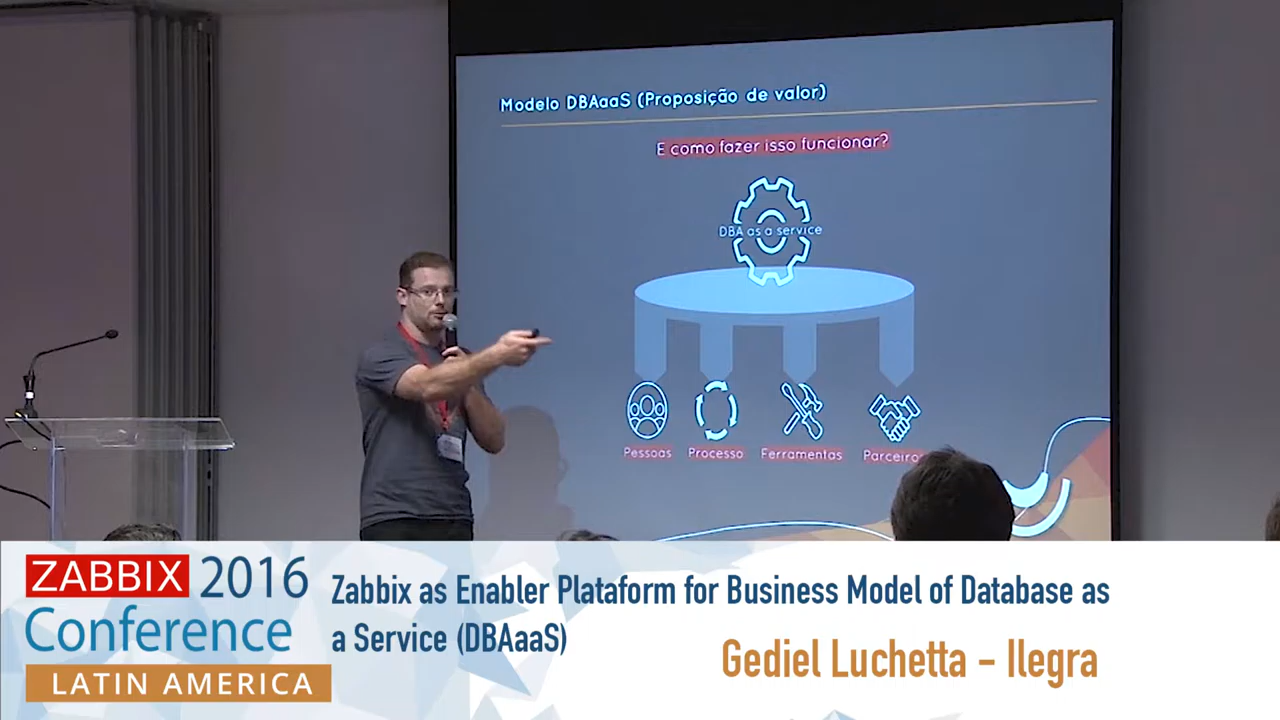 Modelo DBAaaS (Proposição de valor)
E como fazer isso funcionar?
DBA as a service
Pessoas Processo Ferramentas Parceiros
ZABBIX 2016
Conference
LATIN AMERICA
Zabbix as Enabler Plataform for Business Model of Database as
a Service (DBAaaS)
Gediel Luchetta - Ilegra